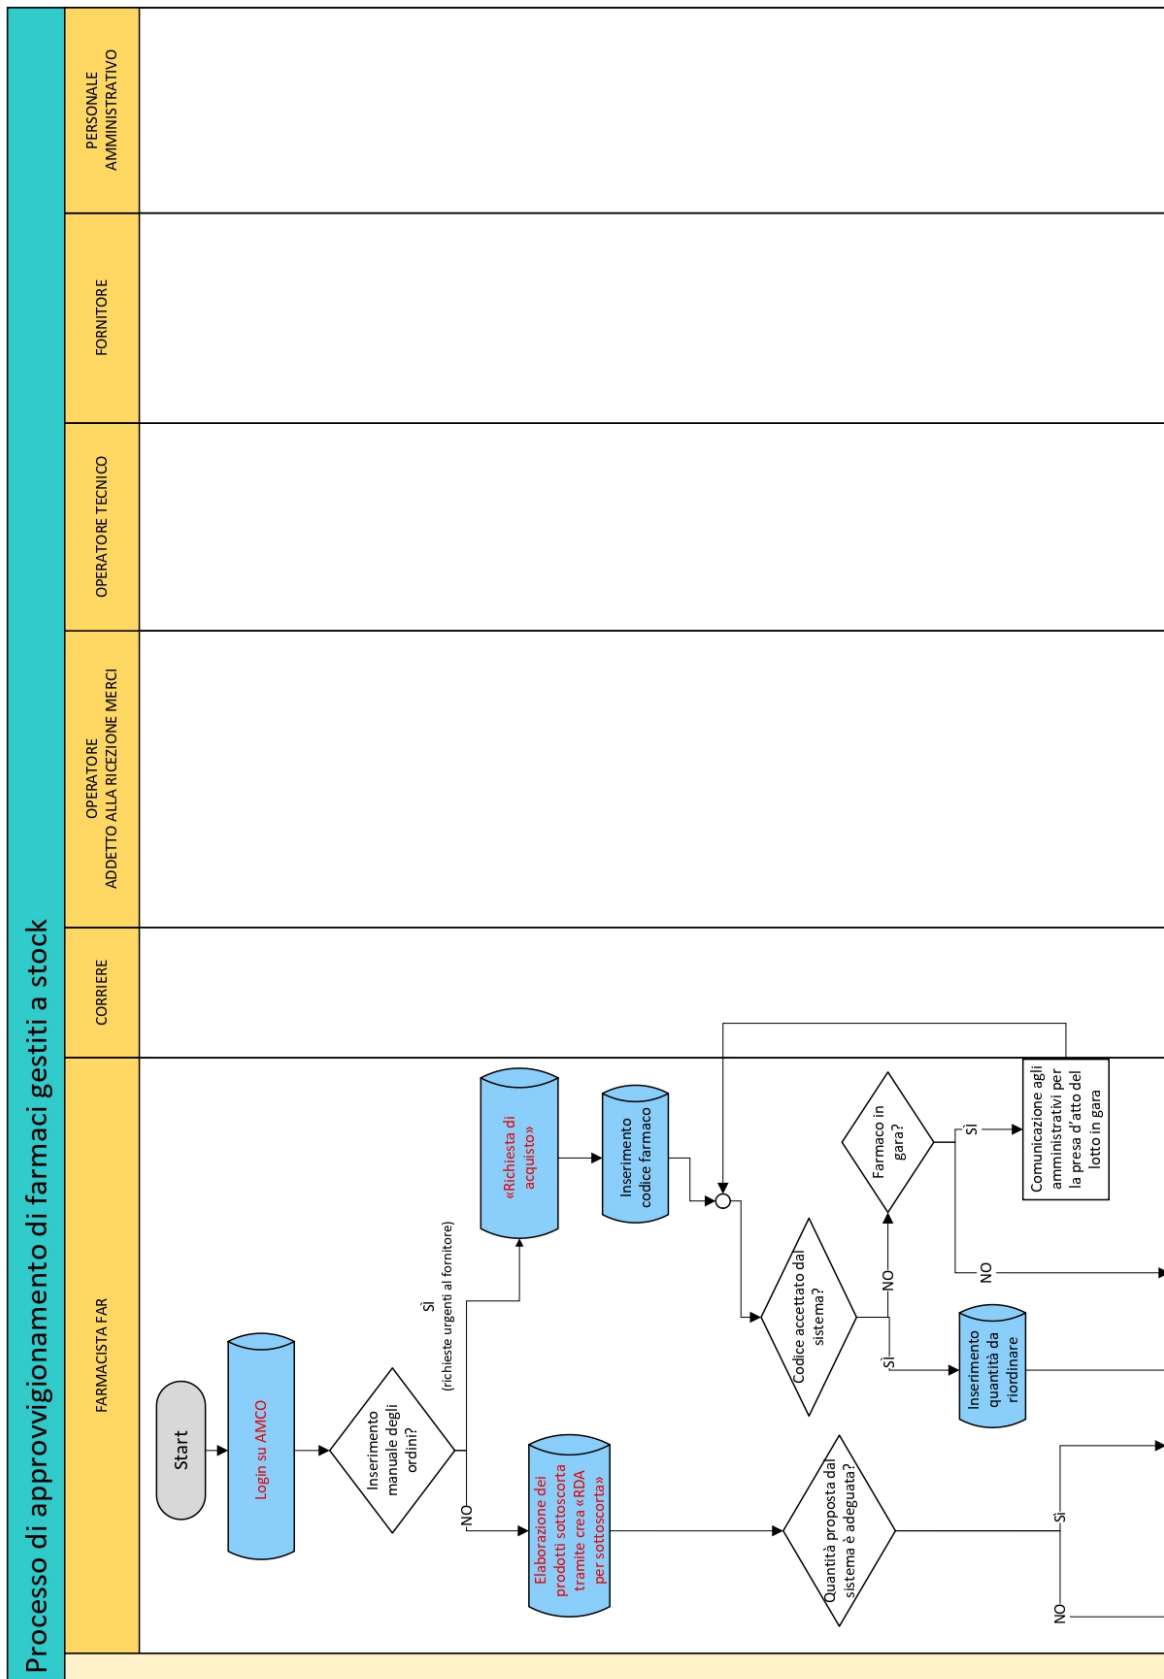 Processo di approvvigionamento di farmaci gestiti a stock
FARMACISTA FAR
CORRIERE
OPERATORE
ADDETTO ALLA RICEZIONE MERCI
OPERATORE TECNICO
FORNITORE
PERSONALE
AMMINISTRATIVO
Start
Login su AMCO
Inserimento
manuale degli
ordini?
NO
SÌ
(richieste urgenti al fornitore)
Elaborazione dei
prodotti sottoscorta
tramite crea «RDA
per sottoscorta»
«Richiesta di
acquisto»
Inserimento
codice farmaco
Quantità proposta dal
sistema è adeguata?
Codice accettato dal
sistema?
SÌ
NO
Farmaco in
gara?
Inserimento
quantità da
riordinare
NO
SÌ
Comunicazione agli
amministrativi per
la presa d’atto del
lotto in gara
NO
Sì